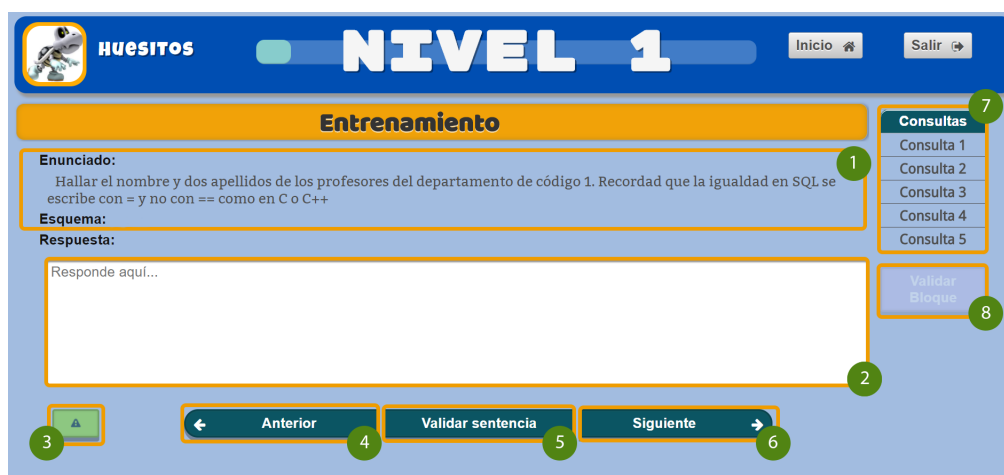 HUESITOS
NIVEL 1
Inicio
Salir
Entrenamiento
7
Consultas
Consulta 1
Consulta 2
Consulta 3
Consulta 4
Consulta 5
Enunciado:
1
Hallar el nombre y dos apellidos de los profesores del departamento de código 1. Recordad que la igualdad en SQL se
escribe con = y no con == como en C o C++
Esquema:
Respuesta:
Responde aquí...
2
Validar
Bloque
8
3
Anterior
4
Validar sentencia
5
Siguiente
6